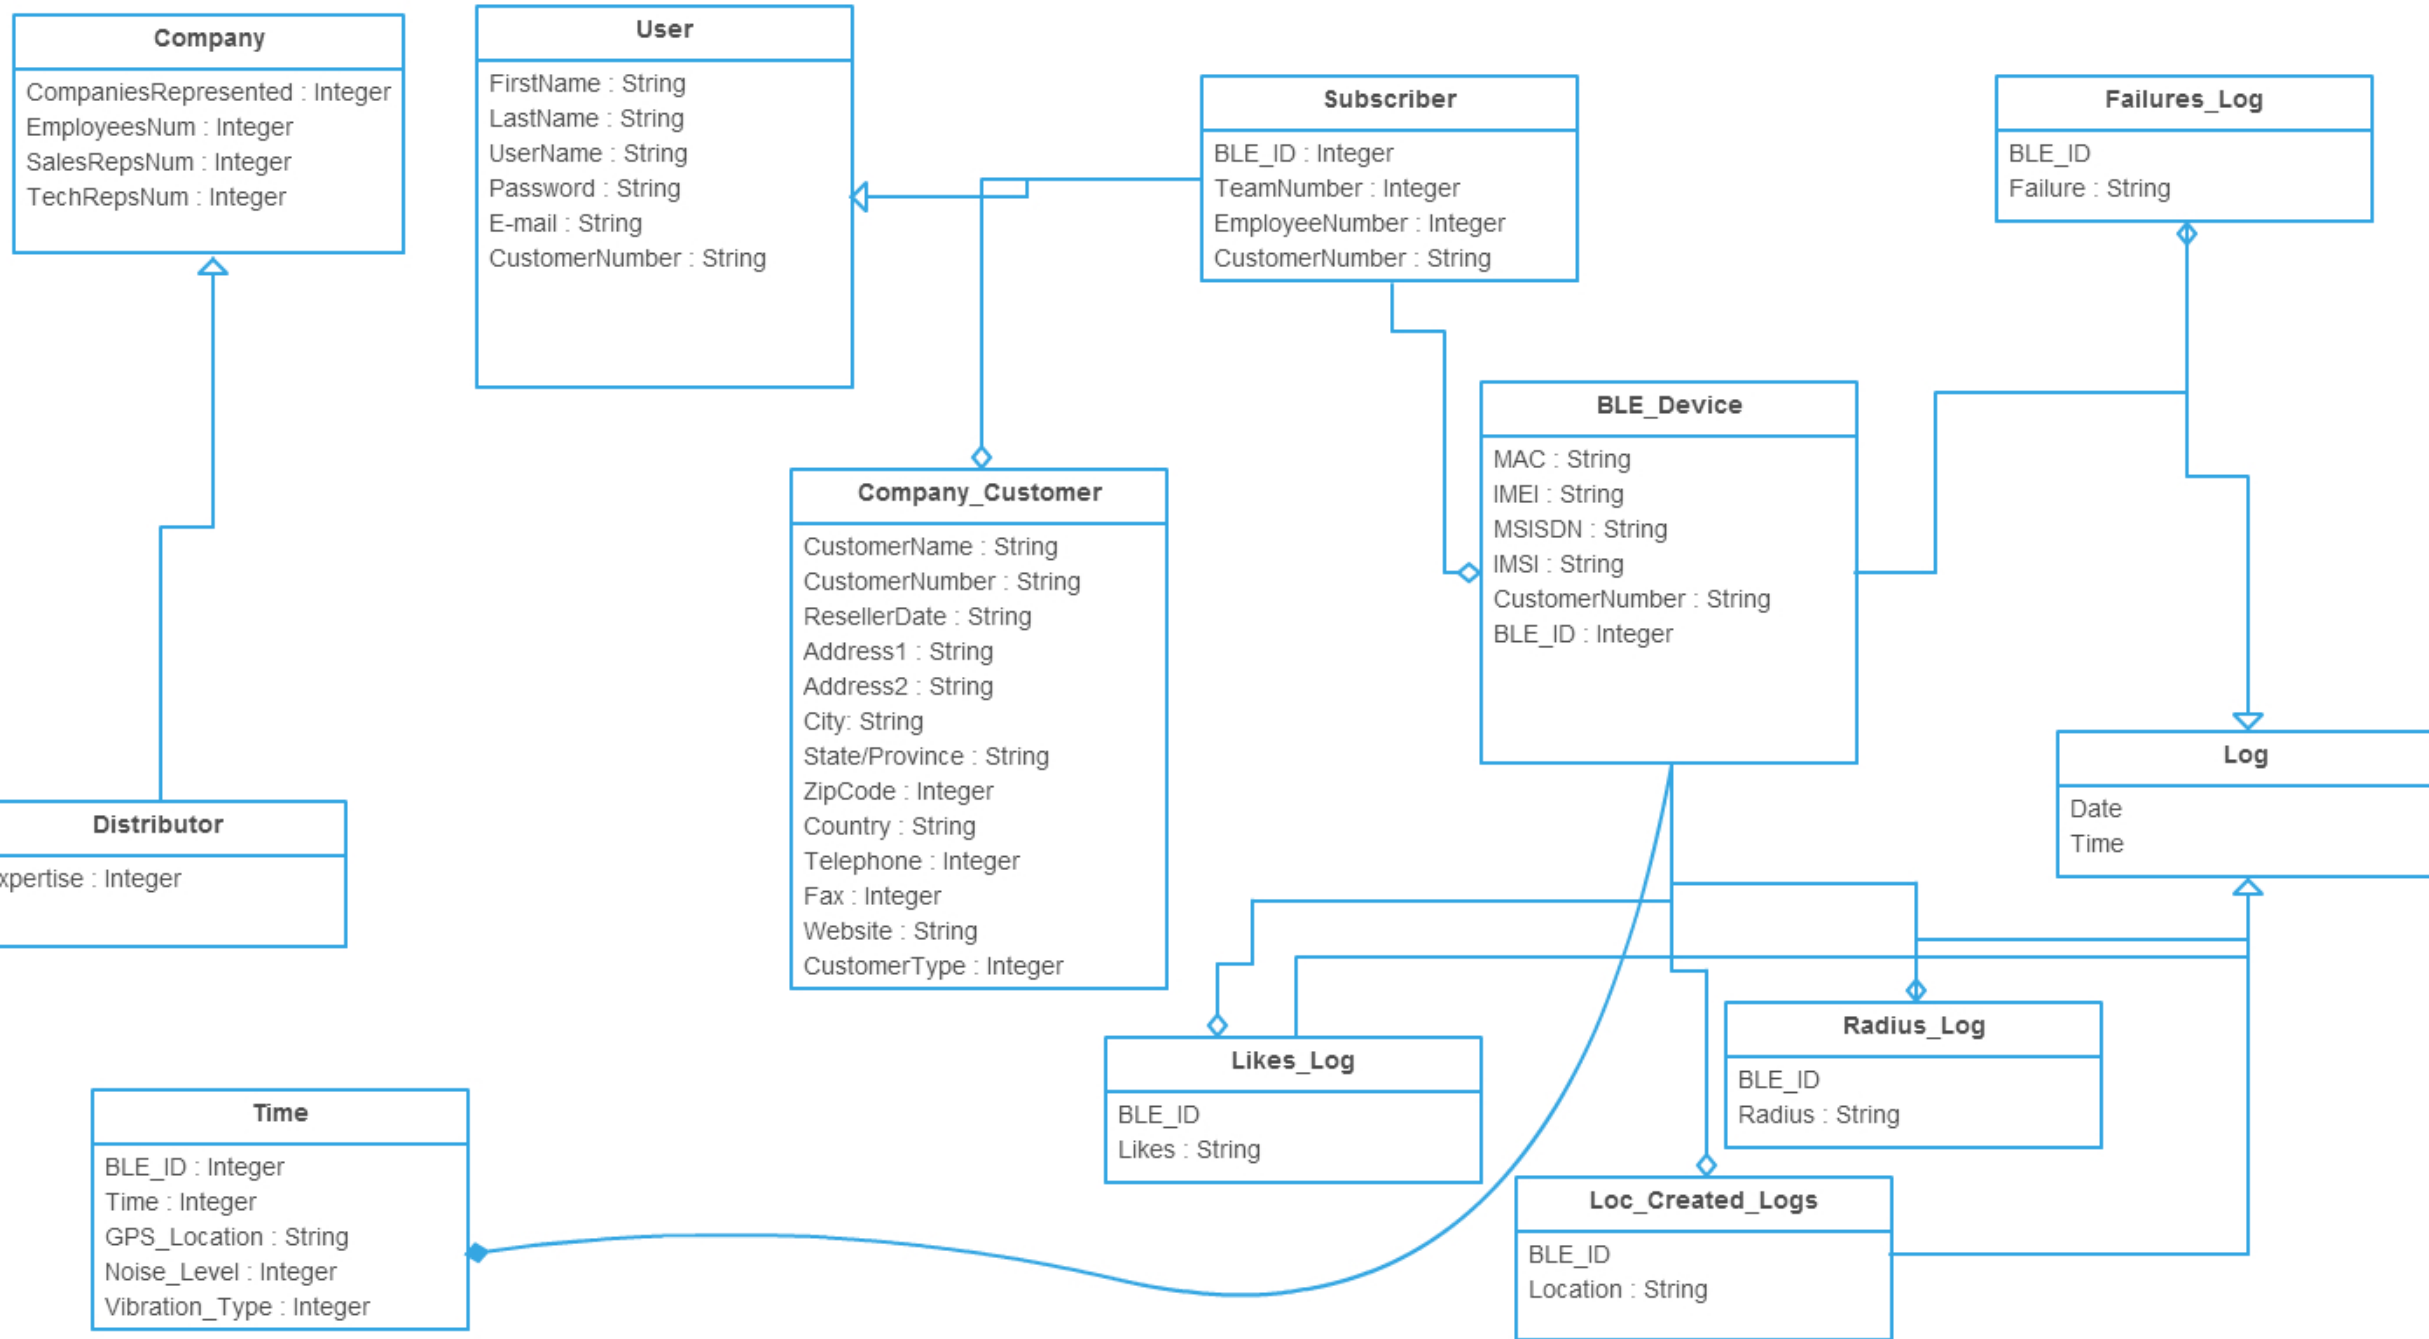 Company
CompaniesRepresented : Integer
EmployeesNum : Integer
SalesRepsNum : Integer
TechRepsNum : Integer
User
FirstName : String
LastName : String
UserName : String
Password : String
E-mail : String
CustomerNumber : String
Subscriber
BLE_ID : Integer
TeamNumber : Integer
EmployeeNumber : Integer
CustomerNumber : String
Failures_Log
BLE_ID
Failure : String
BLE_Device
MAC : String
IMEI : String
MSISDN : String
IMSI : String
CustomerNumber : String
BLE_ID : Integer
Company_Customer
CustomerName : String
CustomerNumber : String
ResellerDate : String
Address1 : String
Address2 : String
City: String
State/Province : String
ZipCode : Integer
Country : String
Telephone : Integer
Fax : Integer
Website : String
CustomerType : Integer
Log
Date
Time
Distributor
xpertise : Integer
Likes_Log
BLE_ID
Likes : String
Radius_Log
BLE_ID
Radius : String
Time
BLE_ID : Integer
Time : Integer
GPS_Location : String
Noise_Level : Integer
Vibration_Type : Integer
Loc_Created_Logs
BLE_ID
Location : String